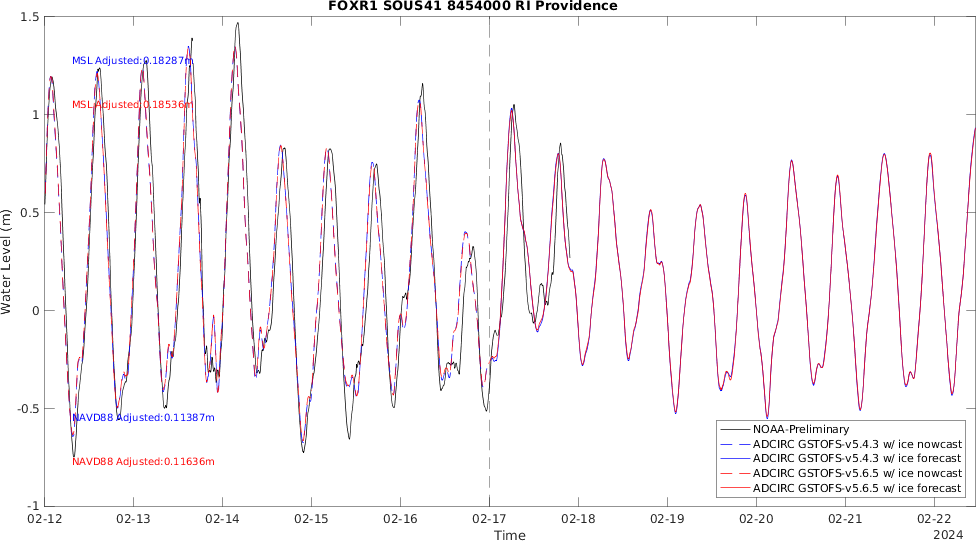 FOXR1 SOUS41 8454000 RI Providence
1.5
MSL Adjusted:0.18287m
MSL Adjusted:0.18536m
1
0.5
Water Level (m)
0
-0.5
NAVD88 Adjusted:0.11387m
NAVD88 Adjusted:0.11636m
NOAA-Preliminary
ADCIRC GSTOFS-v5.4.3 w/ ice nowcast
ADCIRC GSTOFS-v5.4.3 w/ ice forecast
ADCIRC GSTOFS-v5.6.5 w/ ice nowcast
ADCIRC GSTOFS-v5.6.5 w/ ice forecast
-1
02-12 02-13 02-14 02-15 02-16 02-17 02-18 02-19 02-20 02-21 02-22
Time
2024